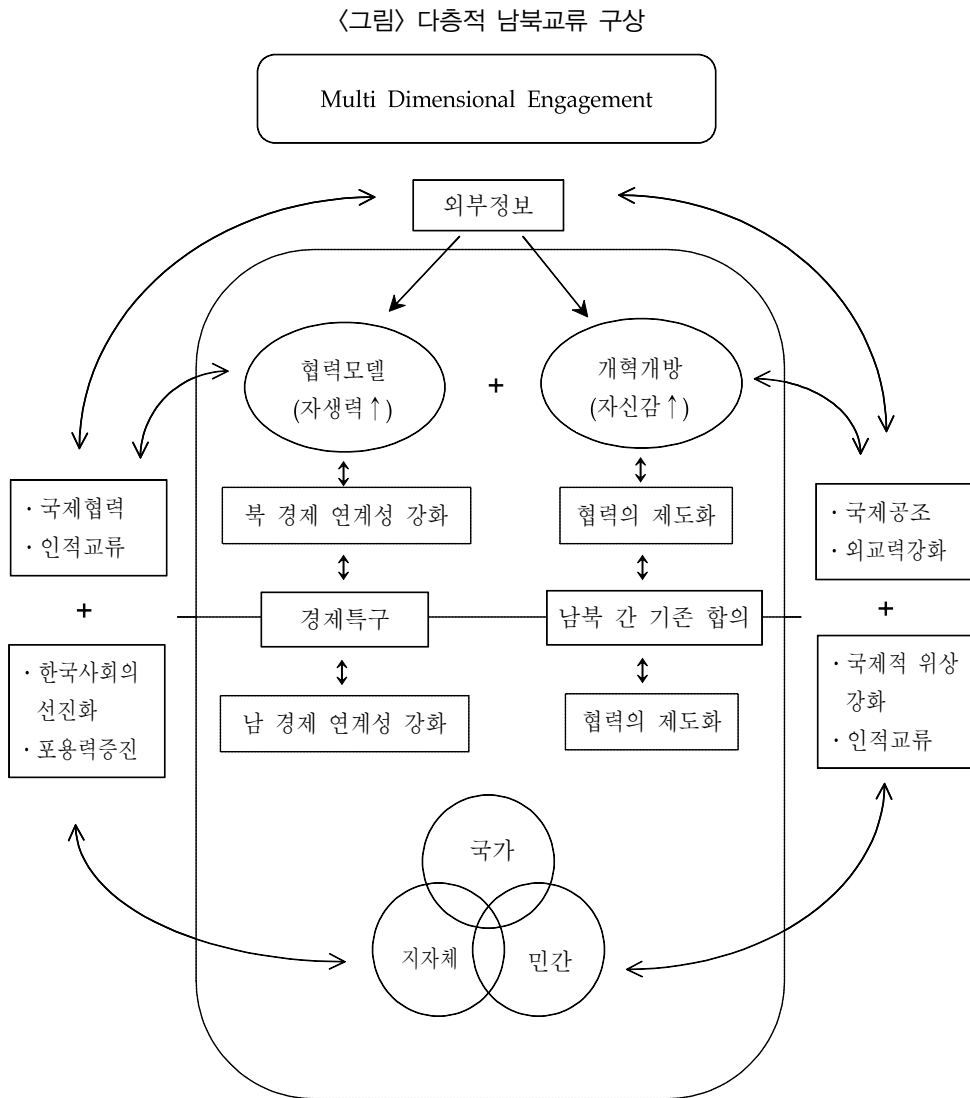 〈그림〉 다층적 남북교류 구상
Multi Dimensional Engagement
외부정보
협력모델
(자생력↑)
+
개혁개방
(자신감↑)
· 국제협력
· 인적교류
북 경제 연계성 강화
협력의 제도화
· 국제공조
· 외교력강화
+
경제특구
남북 간 기존 합의
+
· 한국사회의
선진화
· 포용력증진
남 경제 연계성 강화
협력의 제도화
· 국제적 위상
강화
· 인적교류
국가
지자체
민간